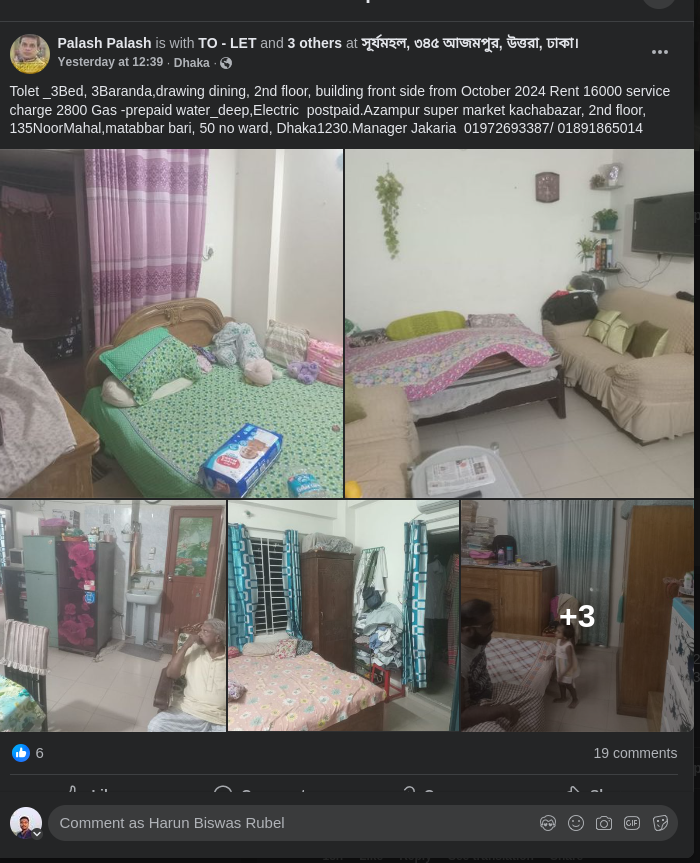 Palash Palash is with TO - LET and 3 others at সূর্যমহল, ৩৪৫ আজমপুর, উত্তরা, ঢাকা।
Yesterday at 12:39 · Dhaka ·
Tolet _3Bed, 3Baranda,drawing dining, 2nd floor, building front side from October 2024 Rent 16000 service
charge 2800 Gas -prepaid water_deep,Electric postpaid.Azampur super market kachabazar, 2nd floor,
135NoorMahal,matabbar bari, 50 no ward, Dhaka1230.Manager Jakaria 01972693387/ 01891865014
+3
6
19 comments
Comment as Harun Biswas Rubel
GIF